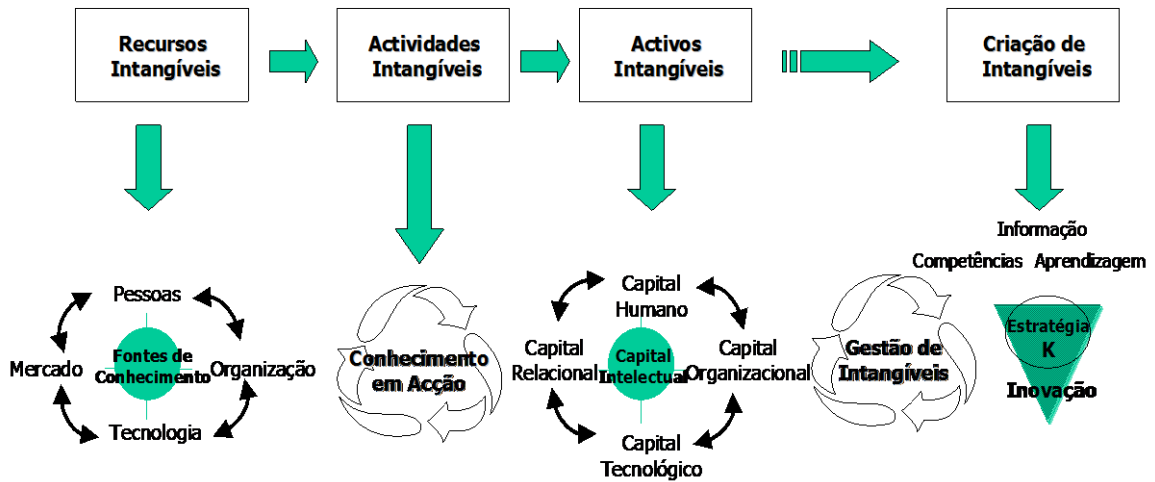 Recursos
Intangíveis
Actividades
Intangíveis
Activos
Intangíveis
Criação de
Intangíveis
Pessoas
Mercado
Fontes de
Conhecimento
Organização
Tecnologia
Conhecimento
em Acção
Capital
Humano
Capital
Relacional
Capital
Intelectual
Capital
Organizacional
Capital
Tecnológico
Gestão de
Intangíveis
Informação
Competências Aprendizagem
Estratégia
K
Inovação